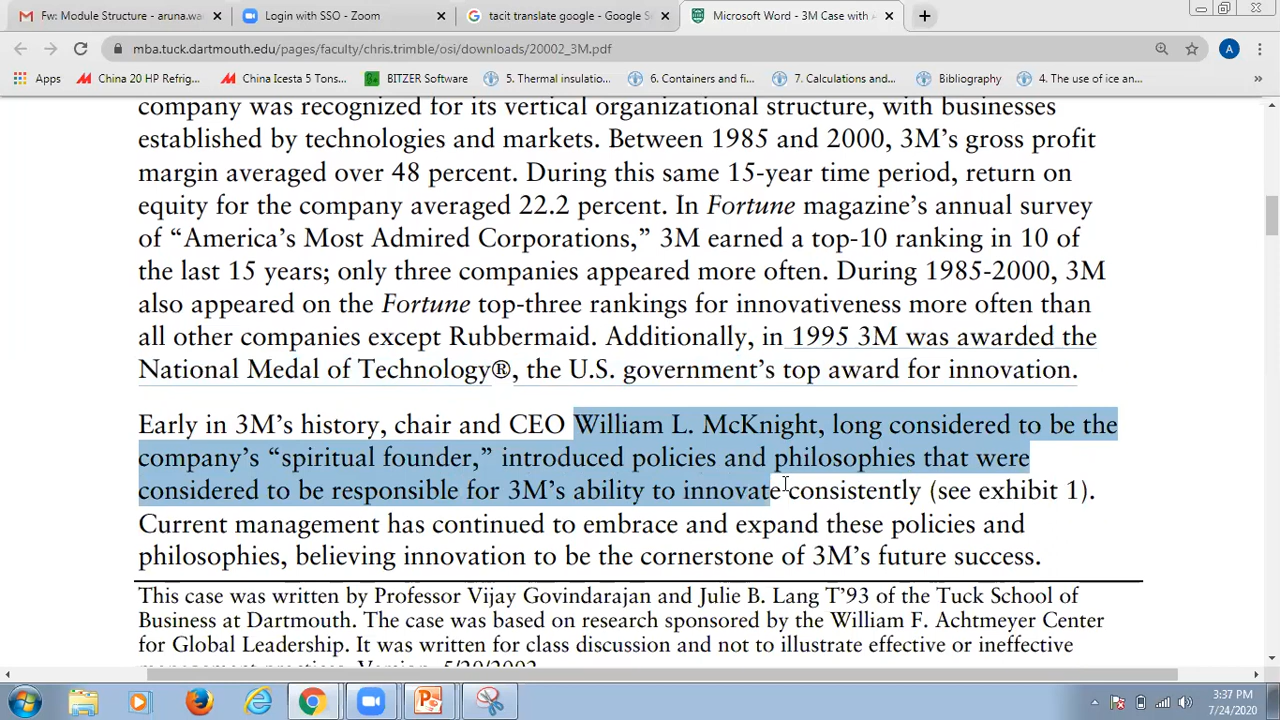 Fw: Module Structure - aruna.wa
Login with SSO - Zoom
tacit translate google - Google S
Microsoft Word - 3M Case with
mba.tuck.dartmouth.edu/pages/faculty/chris.trimble/osi/downloads/20002_3M.pdf
A
Apps
China 20 HP Refrig...
China Icesta 5 Tons...
BITZER Software
5. Thermal insulatio...
6. Containers and fi...
7. Calculations and...
Bibliography
4. The use of ice an...
»
company was recognized for its vertical organizational structure, with businesses
established by technologies and markets. Between 1985 and 2000, 3M’s gross profit
margin averaged over 48 percent. During this same 15-year time period, return on
equity for the company averaged 22.2 percent. In Fortune magazine’s annual survey
of “America’s Most Admired Corporations,” 3M earned a top-10 ranking in 10 of
the last 15 years; only three companies appeared more often. During 1985-2000, 3M
also appeared on the Fortune top-three rankings for innovativeness more often than
all other companies except Rubbermaid. Additionally, in 1995 3M was awarded the
National Medal of Technology®, the U.S. government’s top award for innovation.
Early in 3M’s history, chair and CEO William L. McKnight, long considered to be the
company’s “spiritual founder,” introduced policies and philosophies that were
considered to be responsible for 3M’s ability to innovate consistently (see exhibit 1).
Current management has continued to embrace and expand these policies and
philosophies, believing innovation to be the cornerstone of 3M’s future success.
This case was written by Professor Vijay Govindarajan and Julie B. Lang T’93 of the Tuck School of
Business at Dartmouth. The case was based on research sponsored by the William F. Achtmeyer Center
for Global Leadership. It was written for class discussion and not to illustrate effective or ineffective
management practices. Version 5/20/2002
3:37 PM
7/24/2020